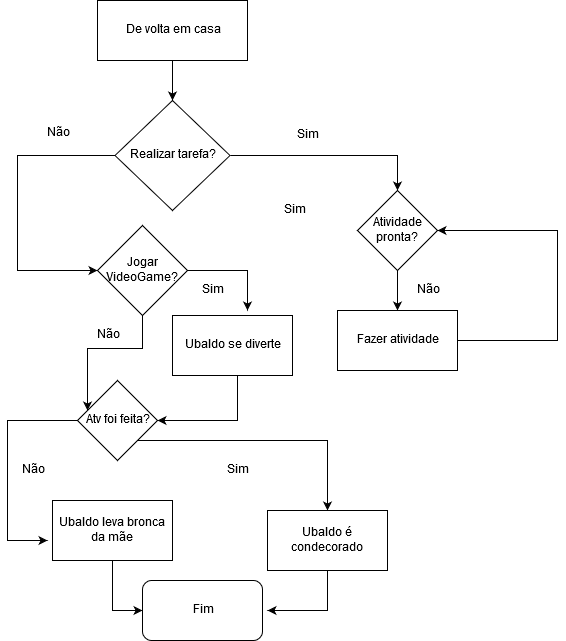 De volta em casa
Não
Sim
Realizar tarefa?
Sim
Atividade
pronta?
Jogar
VideoGame?
Sim
Não
Não
Ubaldo se diverte
Fazer atividade
Atv foi feita?
Não
Sim
Ubaldo leva bronca
da mãe
Ubaldo é
condecorado
Fim